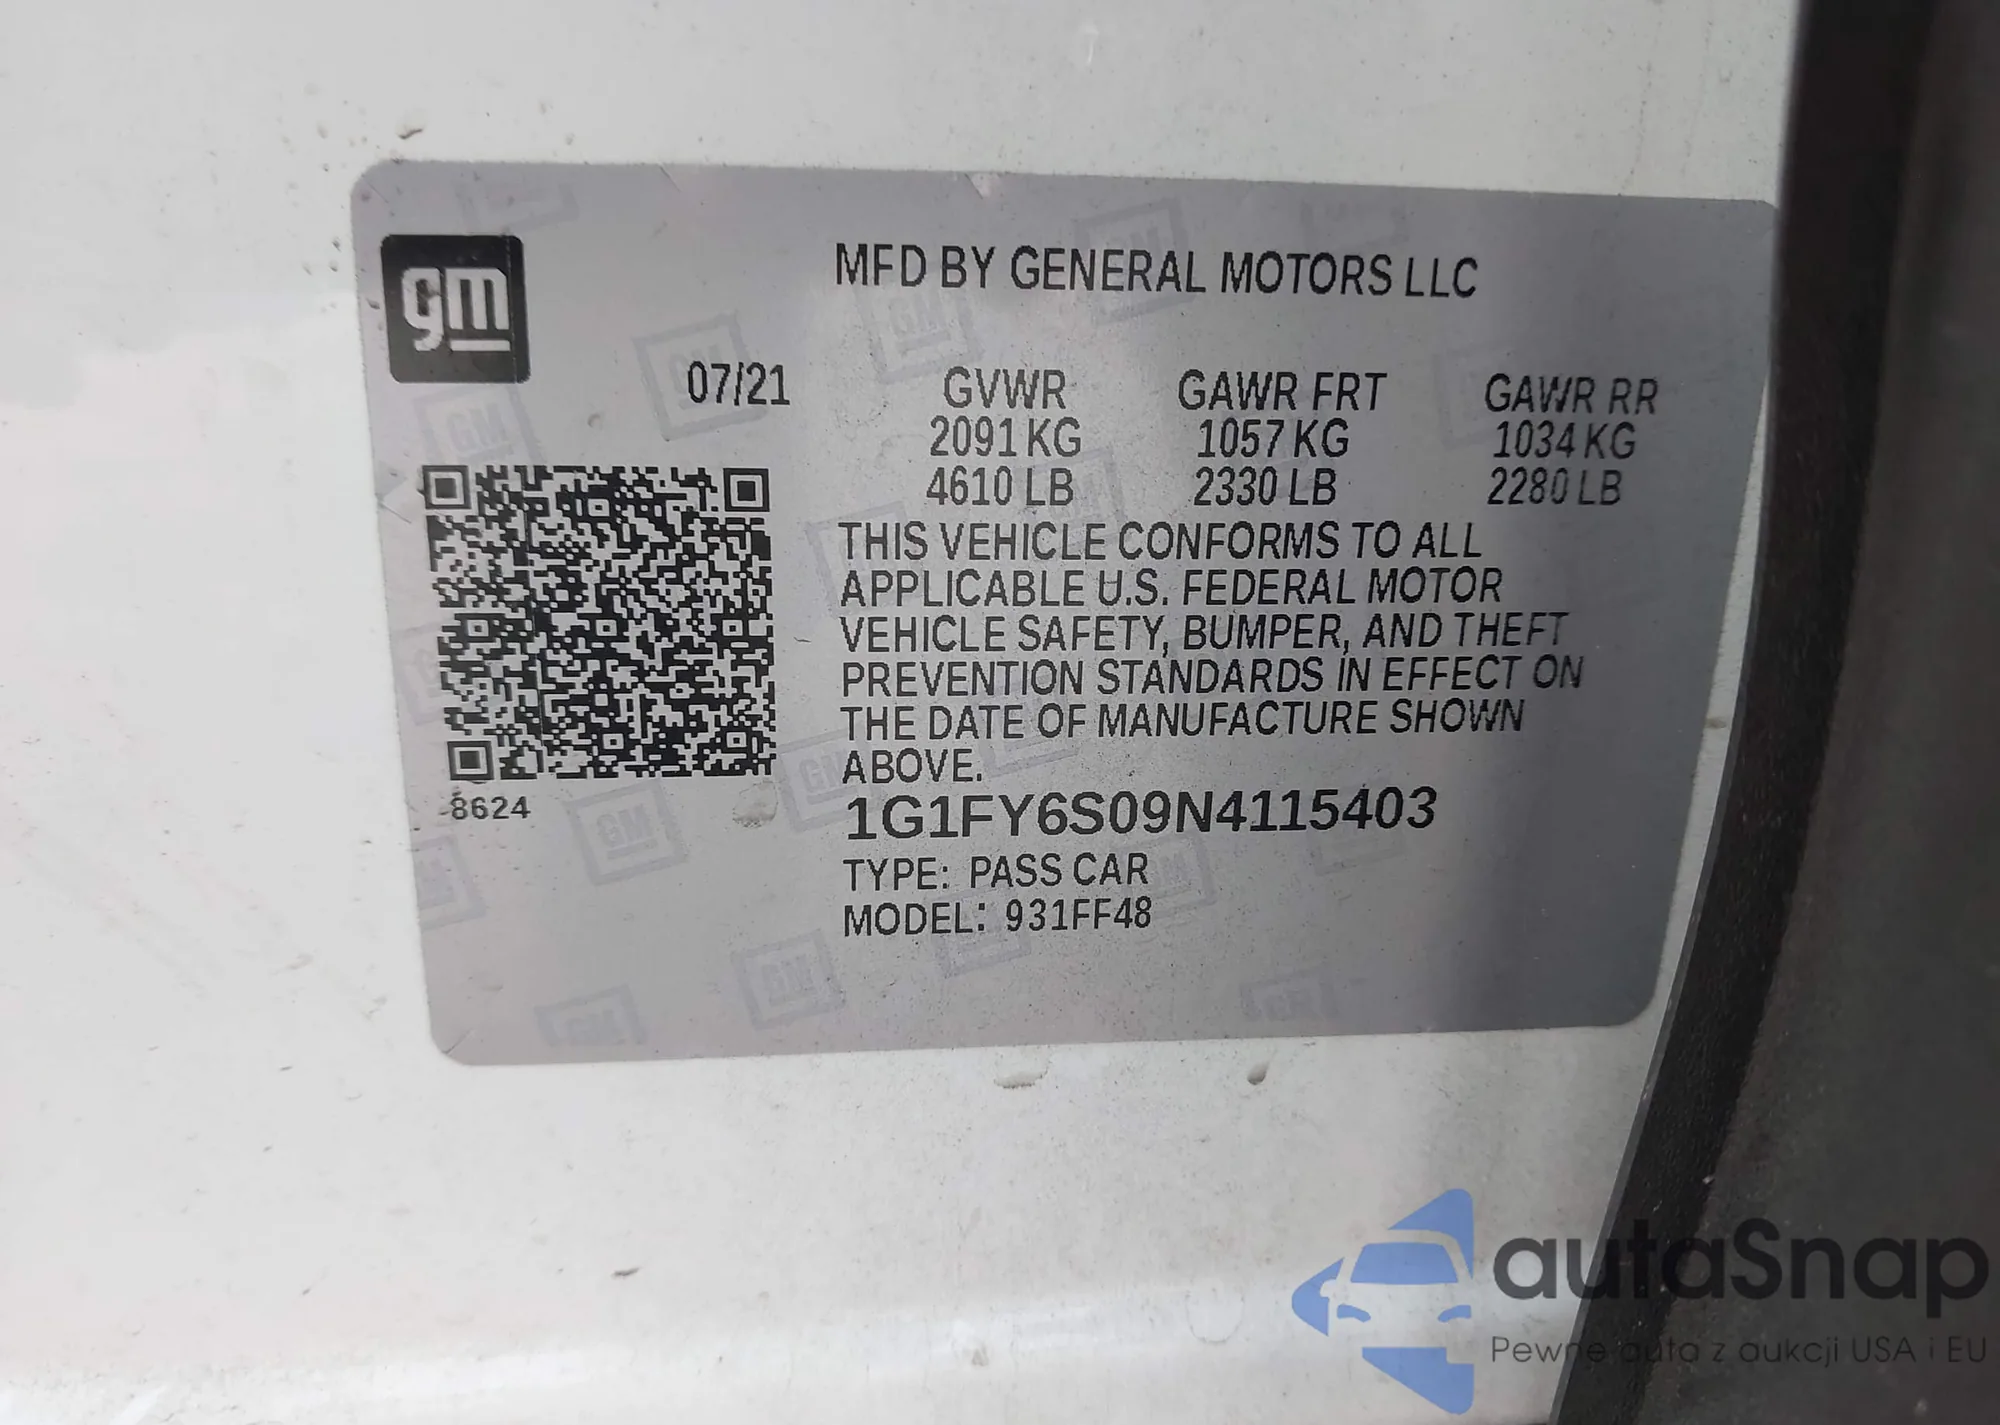 gm
MFD BY GENERAL MOTORS LLC
07/21
GVWR GAWR FRT GAWR RR
2091 KG 1057 KG 1034 KG
4610 LB 2330 LB 2280 LB
THIS VEHICLE CONFORMS TO ALL
APPLICABLE U.S. FEDERAL MOTOR
VEHICLE SAFETY, BUMPER, AND THEFT
PREVENTION STANDARDS IN EFFECT ON
THE DATE OF MANUFACTURE SHOWN
ABOVE.
8624
1G1FY6S09N4115403
TYPE: PASS CAR
MODEL: 931FF48
autaSnap
Pewne auta z aukcji USA i EU